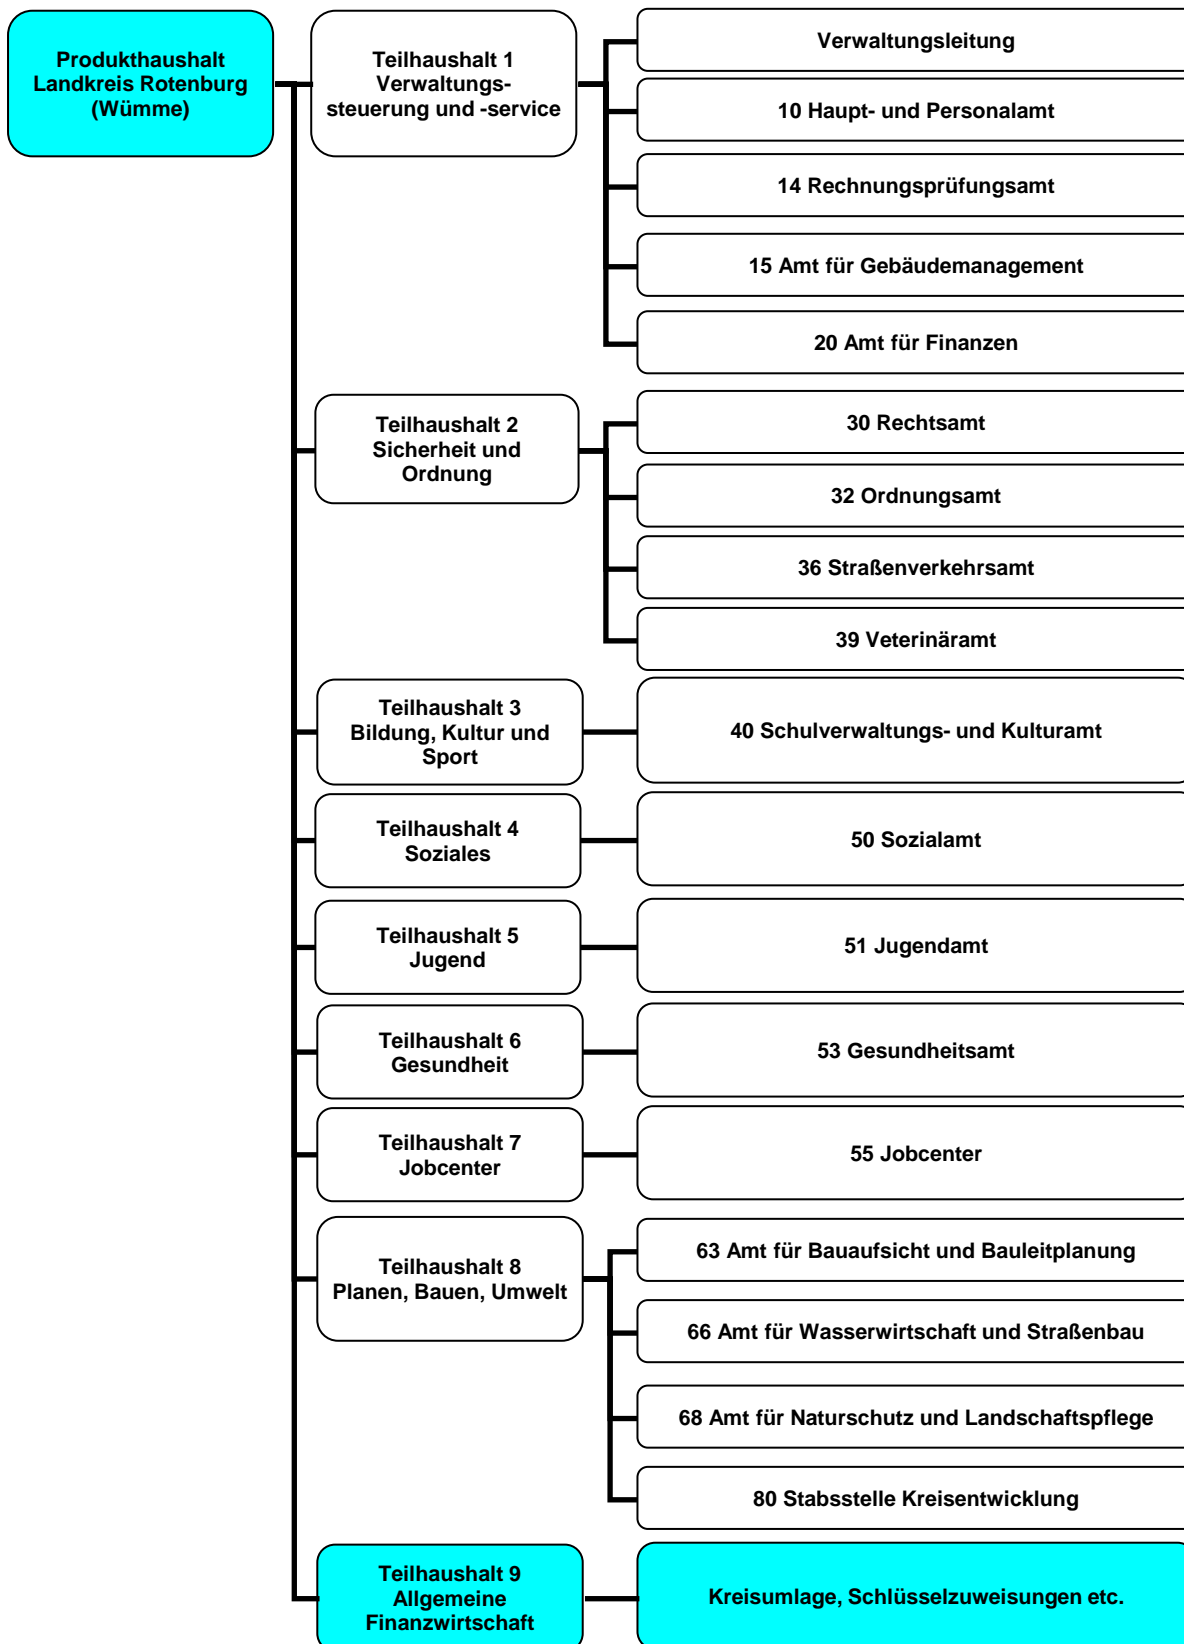 Produkthaushalt
Landkreis Rotenburg
(Wümme)
Teilhaushalt 1
Verwaltungs-
steuerung und -service
Verwaltungsleitung
10 Haupt- und Personalamt
14 Rechnungsprüfungsamt
15 Amt für Gebäudemanagement
20 Amt für Finanzen
Teilhaushalt 2
Sicherheit und
Ordnung
30 Rechtsamt
32 Ordnungsamt
36 Straßenverkehrsamt
39 Veterinäramt
Teilhaushalt 3
Bildung, Kultur und
Sport
40 Schulverwaltungs- und Kulturamt
Teilhaushalt 4
Soziales
50 Sozialamt
Teilhaushalt 5
Jugend
51 Jugendamt
Teilhaushalt 6
Gesundheit
53 Gesundheitsamt
Teilhaushalt 7
Jobcenter
55 Jobcenter
Teilhaushalt 8
Planen, Bauen, Umwelt
63 Amt für Bauaufsicht und Bauleitplanung
66 Amt für Wasserwirtschaft und Straßenbau
68 Amt für Naturschutz und Landschaftspflege
80 Stabsstelle Kreisentwicklung
Teilhaushalt 9
Allgemeine
Finanzwirtschaft
Kreisumlage, Schlüsselzuweisungen etc.